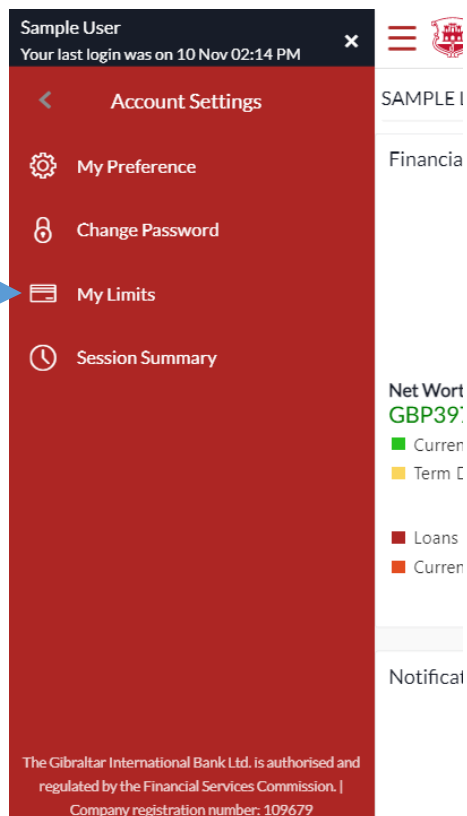 Sample User
Your last login was on 10 Nov 02:14 PM
×
Account Settings
My Preference
Change Password
My Limits
Session Summary
The Gibraltar International Bank Ltd. is authorised and
regulated by the Financial Services Commission. |
Company registration number: 109679
SAMPLE
Financia
Net Wort
GBP397
Curren
Term D
Loans
Curren
Notificat